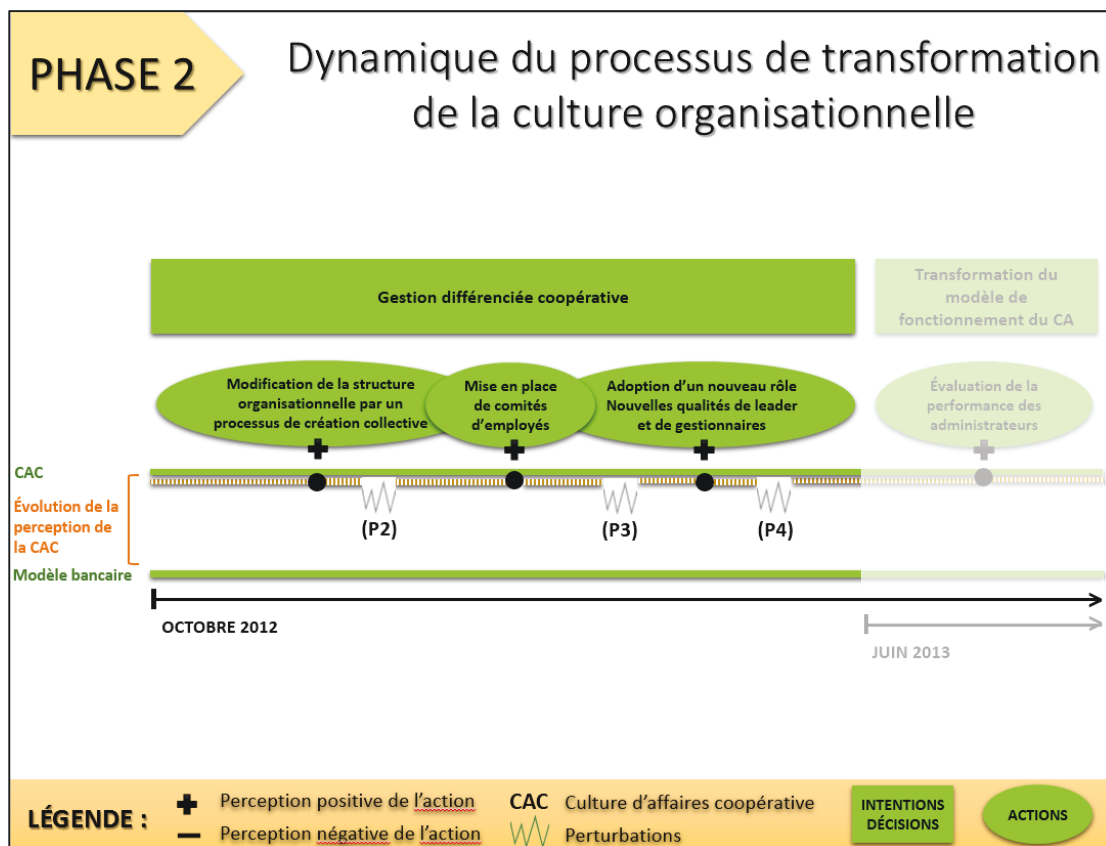 PHASE 2
Dynamique du processus de transformation
de la culture organisationnelle
Gestion différenciée coopérative
Transformation du
modèle de
fonctionnement du CA
Modification de la structure
organisationnelle par un
processus de création collective
Mise en place
de comités
d'employés
Adoption d'un nouveau rôle
Nouvelles qualités de leader
et de gestionnaires
Évaluation de la
performance des
administrateurs
CAC
Évolution de la
perception de
la CAC
(P2)
(P3)
(P4)
Modèle bancaire
OCTOBRE 2012
JUIN 2013
LÉGENDE :
Perception positive de l'action
Perception négative de l'action
CAC Culture d'affaires coopérative
Perturbations
INTENTIONS
DÉCISIONS
ACTIONS